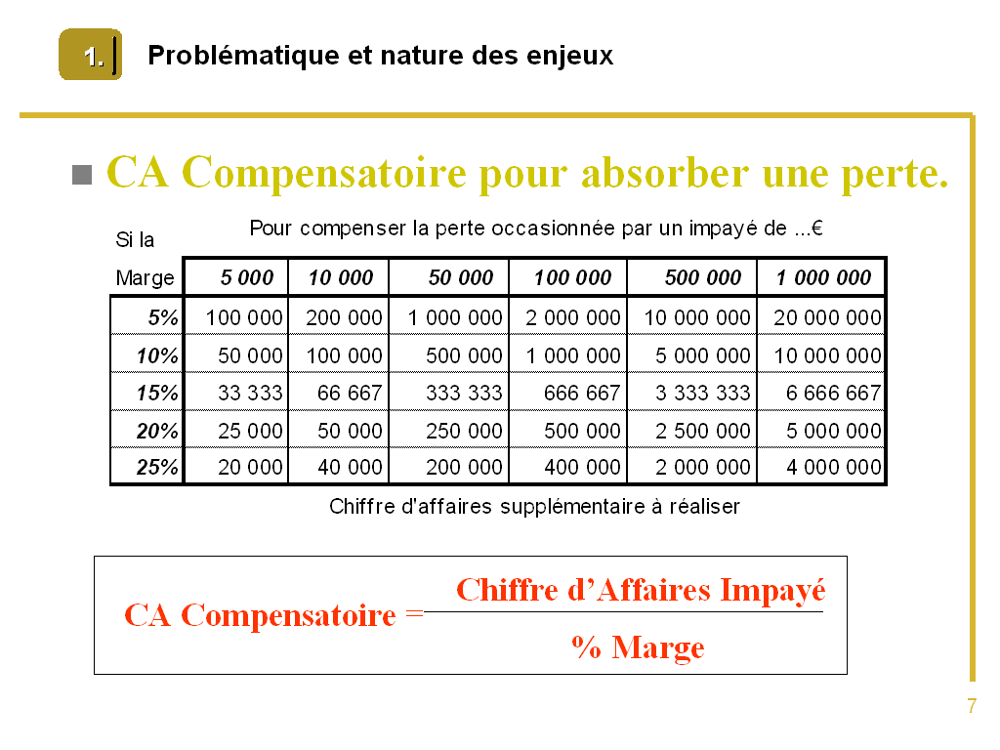 1. Problématique et nature des enjeux
CA Compensatoire pour absorber une perte.
Pour compenser la perte occasionnée par un impayé de ...€
Si la
Marge 5 000 10 000 50 000 100 000 500 000 1 000 000
5% 100 000 200 000 1 000 000 2 000 000 10 000 000 20 000 000
10% 50 000 100 000 500 000 1 000 000 5 000 000 10 000 000
15% 33 333 66 667 333 333 666 667 3 333 333 6 666 667
20% 25 000 50 000 250 000 500 000 2 500 000 5 000 000
25% 20 000 40 000 200 000 400 000 2 000 000 4 000 000
Chiffre d'affaires supplémentaire à réaliser
Chiffre d’Affaires Impayé
CA Compensatoire =
% Marge
7